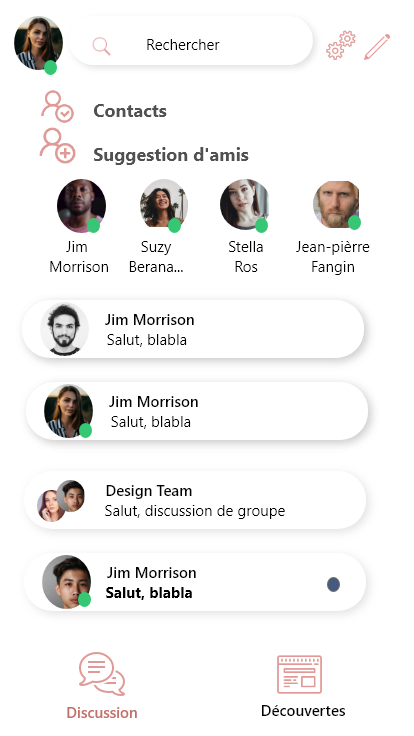 Rechercher
Contacts
Suggestion d'amis
Jim
Morrison
Suzy
Berana...
Stella
Ros
Jean-pièrre
Fangin
Jim Morrison
Salut, blabla
Jim Morrison
Salut, blabla
Design Team
Salut, discussion de groupe
Jim Morrison
Salut, blabla
Discussion
Découvertes